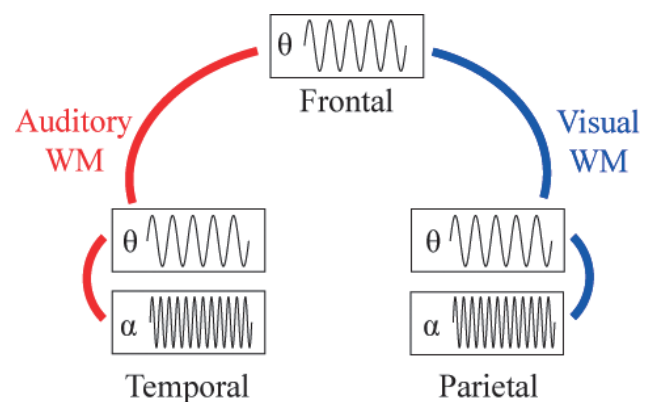 θ
Frontal
Auditory
WM
Visual
WM
θ
θ
α
α
Temporal
Parietal